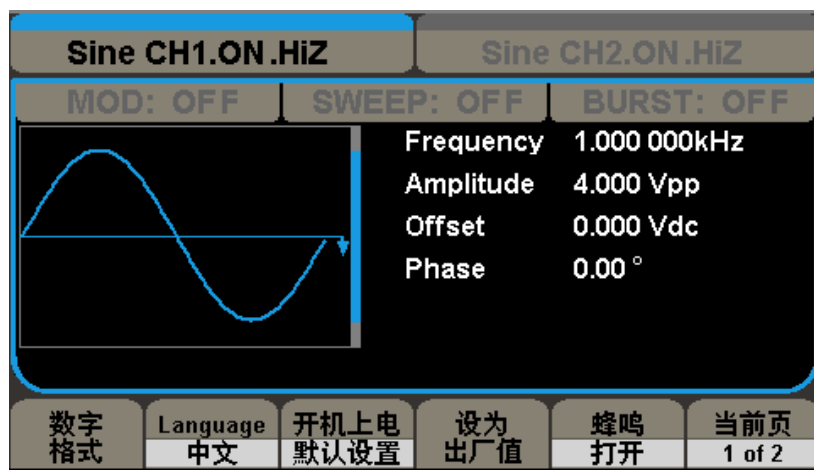 Sine CH1.ON.HiZ
Sine CH2.ON.HiZ
MOD: OFF
SWEEP: OFF
BURST: OFF
Frequency 1.000 000kHz
Amplitude 4.000 Vpp
Offset 0.000 Vdc
Phase 0.00 °
数字
格式
Language
中文
开机上电
默认设置
设为
出厂值
蜂鸣
打开
当前页
1 of 2